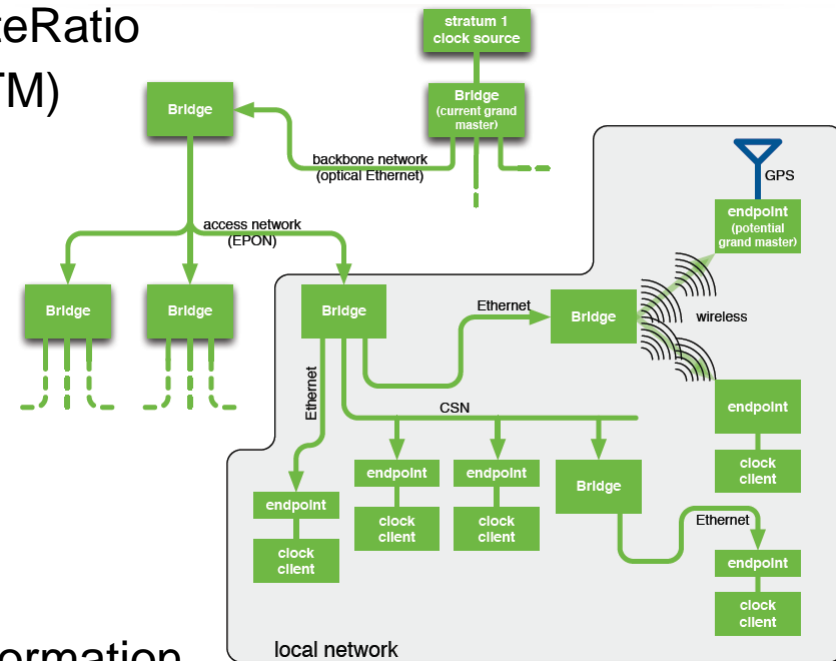 teRatio
TM)
stratum 1
clock source
Bridge
Bridge
(current grand
master)
backbone network
(optical Ethernet)
GPS
endpoint
(potential
grand master)
access network
(EPON)
Bridge
Bridge
Bridge
Ethernet
Bridge
wireless
Ethernet
CSN
endpoint
clock
client
endpoint
clock
client
endpoint
clock
client
endpoint
clock
client
Bridge
Ethernet
endpoint
clock
client
local network
ormation